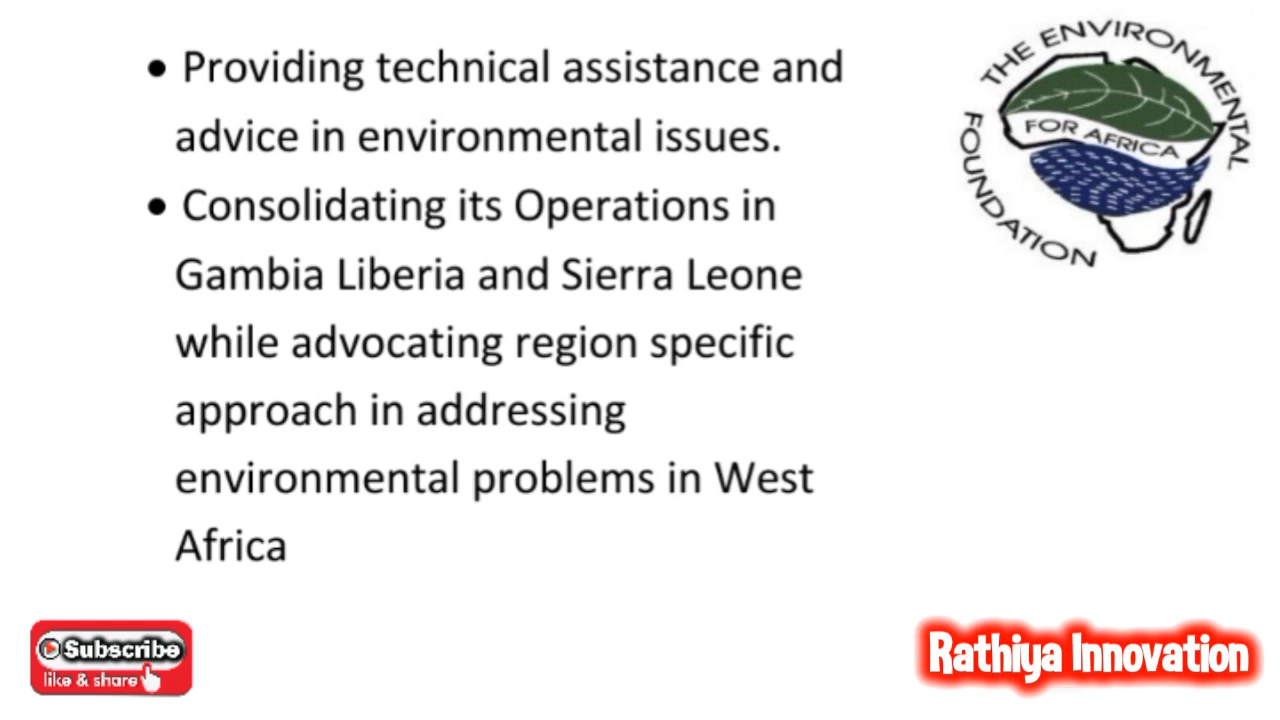 • Providing technical assistance and
advice in environmental issues.
• Consolidating its Operations in
Gambia Liberia and Sierra Leone
while advocating region specific
approach in addressing
environmental problems in West
Africa
THE ENVIRONMENTAL
FOUNDATION
FOR AFRICA
Subscribe
like & share
Rathiya Innovation